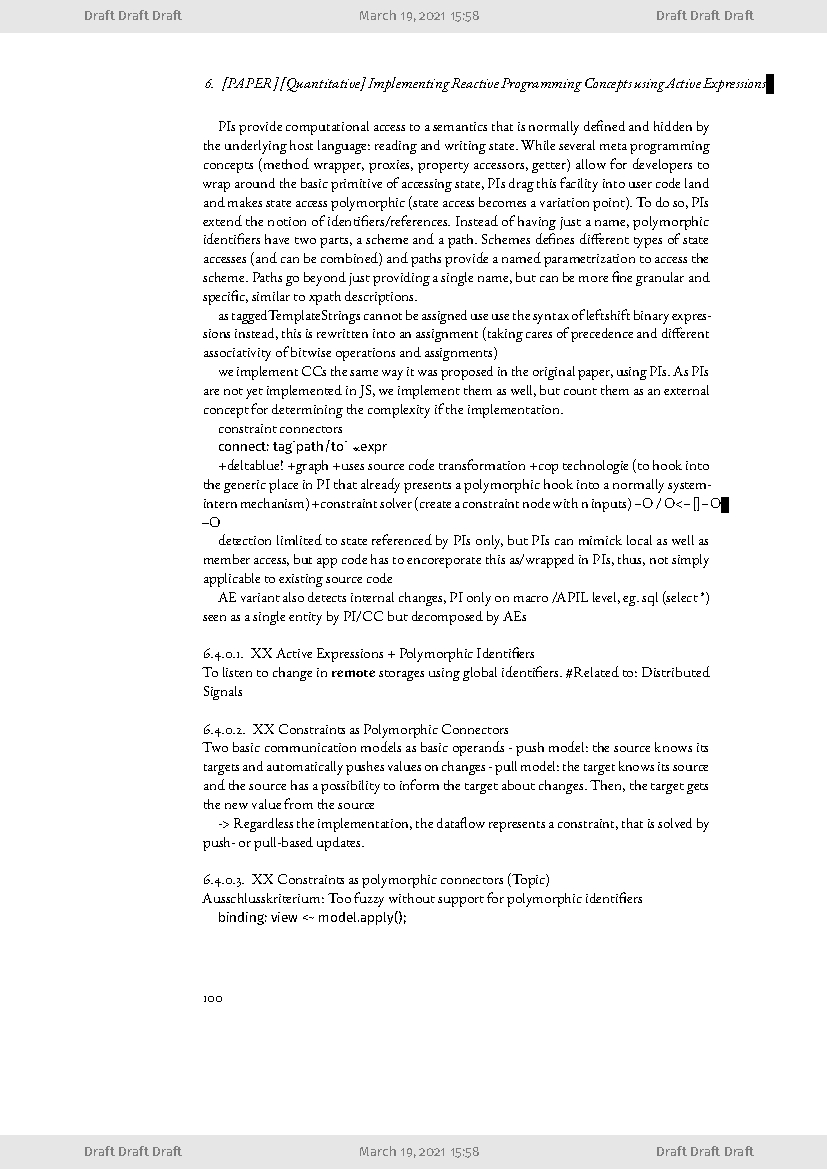 Draft Draft Draft March 19, 2021 15:58 Draft Draft Draft
6. [PAPER][Quantitative] Implementing Reactive Programming Concepts using Active Expressions
PIs provide computational access to a semantics that is normally defined and hidden by
the underlying host language: reading and writing state. While several meta programming
concepts (method wrapper, proxies, property accessors, getter) allow for developers to
wrap around the basic primitive of accessing state, PIs drag this facility into user code land
and makes state access polymorphic (state access becomes a variation point). To do so, PIs
extend the notion of identifiers/references. Instead of having just a name, polymorphic
identifiers have two parts, a scheme and a path. Schemes defines different types of state
accesses (and can be combined) and paths provide a named parametrization to access the
scheme. Paths go beyond just providing a single name, but can be more fine granular and
specific, similar to xpath descriptions.
as taggedTemplateStrings cannot be assigned use use the syntax of leftshift binary expres-
sions instead, this is rewritten into an assignment (taking cares of precedence and different
associativity of bitwise operations and assignments)
we implement CCs the same way it was proposed in the original paper, using PIs. As PIs
are not yet implemented in JS, we implement them as well, but count them as an external
concept for determining the complexity if the implementation.
constraint connectors
connect: tag`path/to` «expr
+deltablue! +graph +uses source code transformation +cop technologie (to hook into
the generic place in PI that already presents a polymorphic hook into a normally system-
intern mechanism) +constraint solver (create a constraint node with n inputs) –O / O<– [] – O
–O
detection limlited to state referenced by PIs only, but PIs can mimick local as well as
member access, but app code has to encoreporate this as/wrapped in PIs, thus, not simply
applicable to existing source code
AE variant also detects internal changes, PI only on macro /APIL level, eg. sql (select *)
seen as a single entity by PI/CC but decomposed by AEs
6.4.0.1. XX Active Expressions + Polymorphic Identifiers
To listen to change in remote storages using global identifiers. #Related to: Distributed
Signals
6.4.0.2. XX Constraints as Polymorphic Connectors
Two basic communication models as basic operands - push model: the source knows its
targets and automatically pushes values on changes - pull model: the target knows its source
and the source has a possibility to inform the target about changes. Then, the target gets
the new value from the source
-> Regardless the implementation, the dataflow represents a constraint, that is solved by
push- or pull-based updates.
6.4.0.3. XX Constraints as polymorphic connectors (Topic)
Ausschlusskriterium: Too fuzzy without support for polymorphic identifiers
binding: view <~ model.apply();
100
Draft Draft Draft March 19, 2021 15:58 Draft Draft Draft